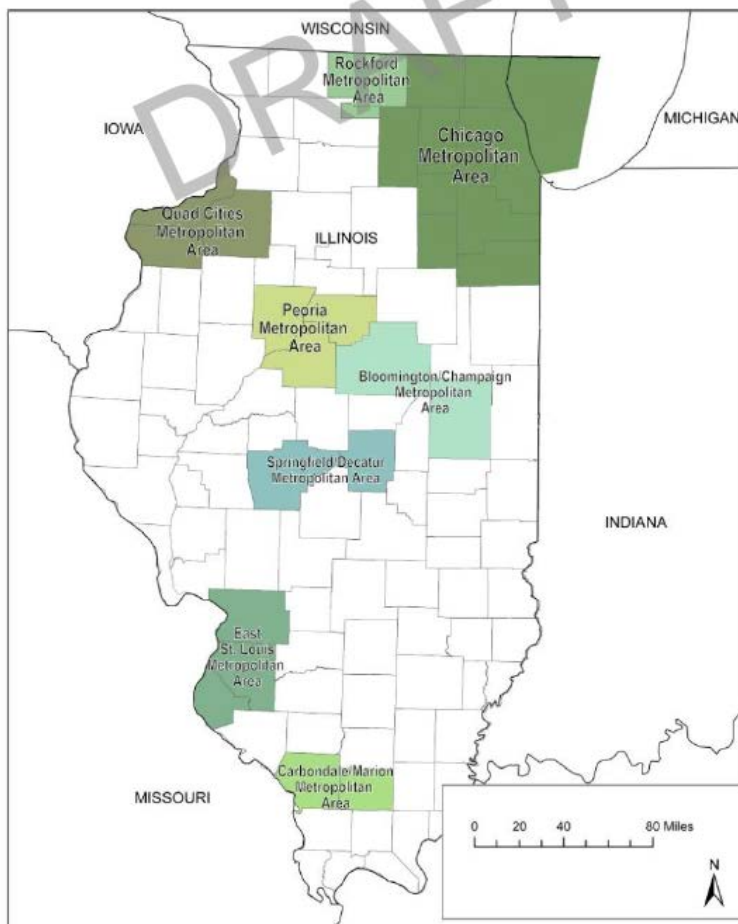 DRAFT
WISCONSIN
Rockford
Metropolitan
Area
IOWA
MICHIGAN
Chicago
Metropolitan
Area
Quad Cities
Metropolitan
Area
ILLINOIS
Peoria
Metropolitan
Area
Bloomington/Champaign
Metropolitan
Area
Springfield/Decatur
Metropolitan Area
INDIANA
East
St. Louis
Metropolitan
Area
Carbondale/Marion
Metropolitan
Area
MISSOURI
0 20 40 80 Miles
N